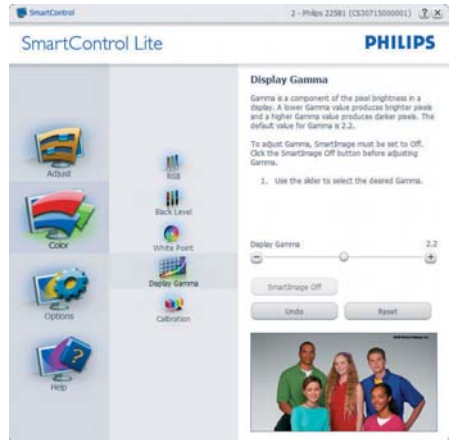 SmartControl
2 - Philips 225B1 (CS30715000001)
SmartControl Lite
PHILIPS
Display Gamma
Gamma is a component of the pixel brightness in a
display. A lower Gamma value produces brighter pixels
and a higher Gamma value produces darker pixels. The
default value for Gamma is 2.2.
To adjust Gamma, SmartImage must be set to Off.
Click the SmartImage Off button before adjusting
Gamma.
1. Use the slider to select the desired Gamma.
Adjust
Color
Options
Help
RGB
Black Level
White Point
Display Gamma
Calibration
Display Gamma 2.2
SmartImage Off
Undo Reset